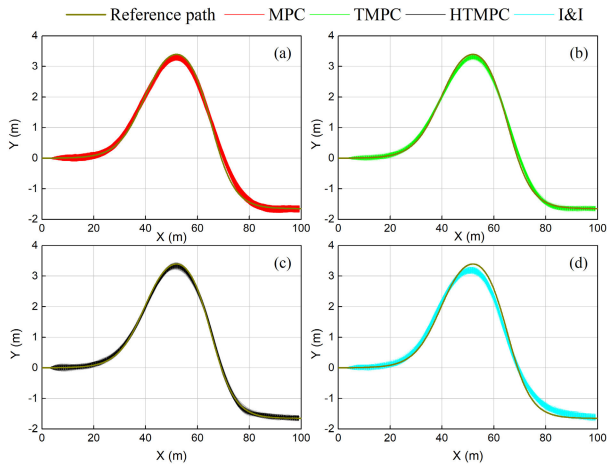 Reference path MPC TMPC HTMPC I&I
4 (a) 4 (b)
3 3
2 2
1 1
0 0
-1 -1
-2 -2
Y (m) Y (m)
0 20 40 60 80 100 0 20 40 60 80 100
X (m) X (m)
4 (c) 4 (d)
3 3
2 2
1 1
0 0
-1 -1
-2 -2
Y (m) Y (m)
0 20 40 60 80 100 0 20 40 60 80 100
X (m) X (m)